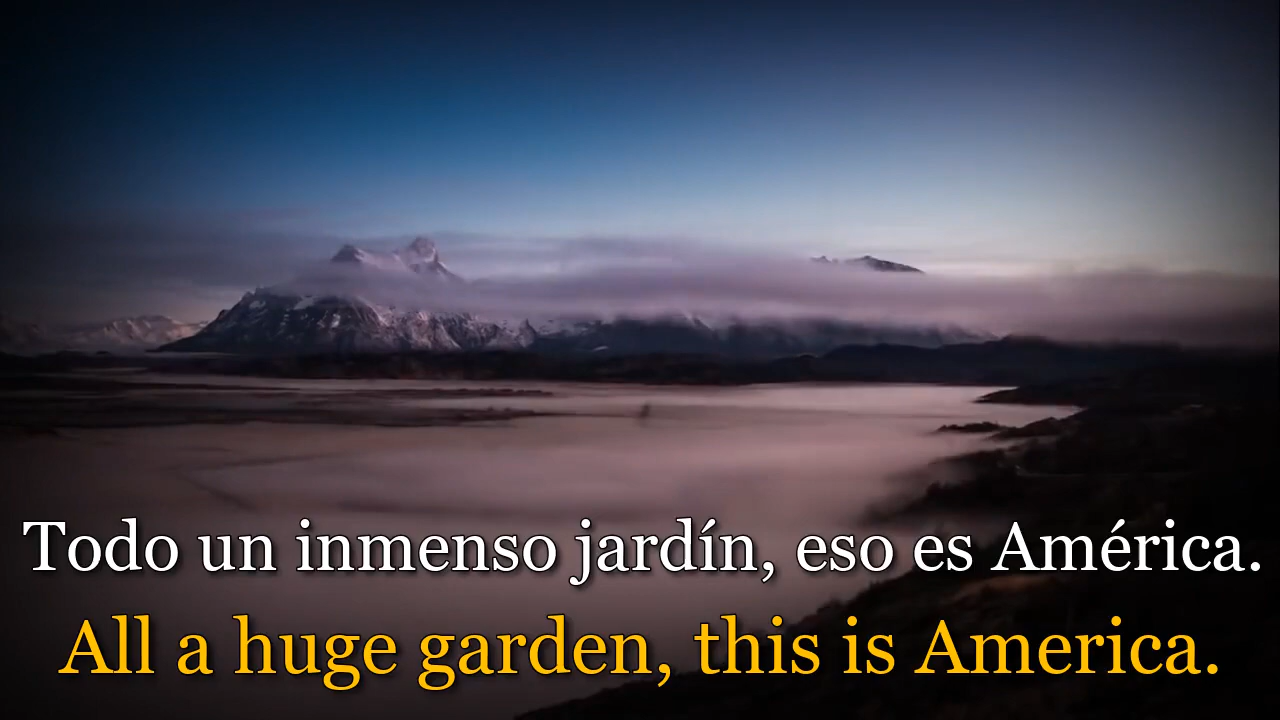 Todo un inmenso jardín, eso es América.
All a huge garden, this is America.